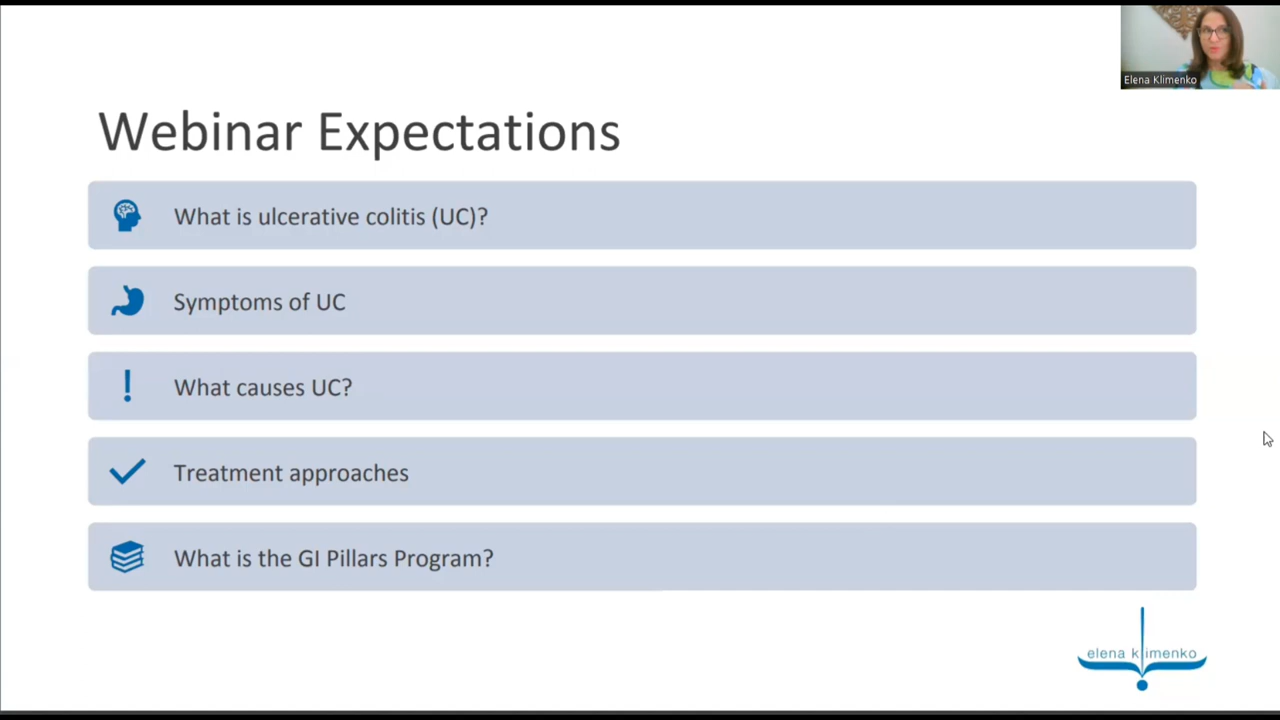 Elena Klimenko
Webinar Expectations
What is ulcerative colitis (UC)?
Symptoms of UC
What causes UC?
Treatment approaches
What is the GI Pillars Program?
elena klimenko